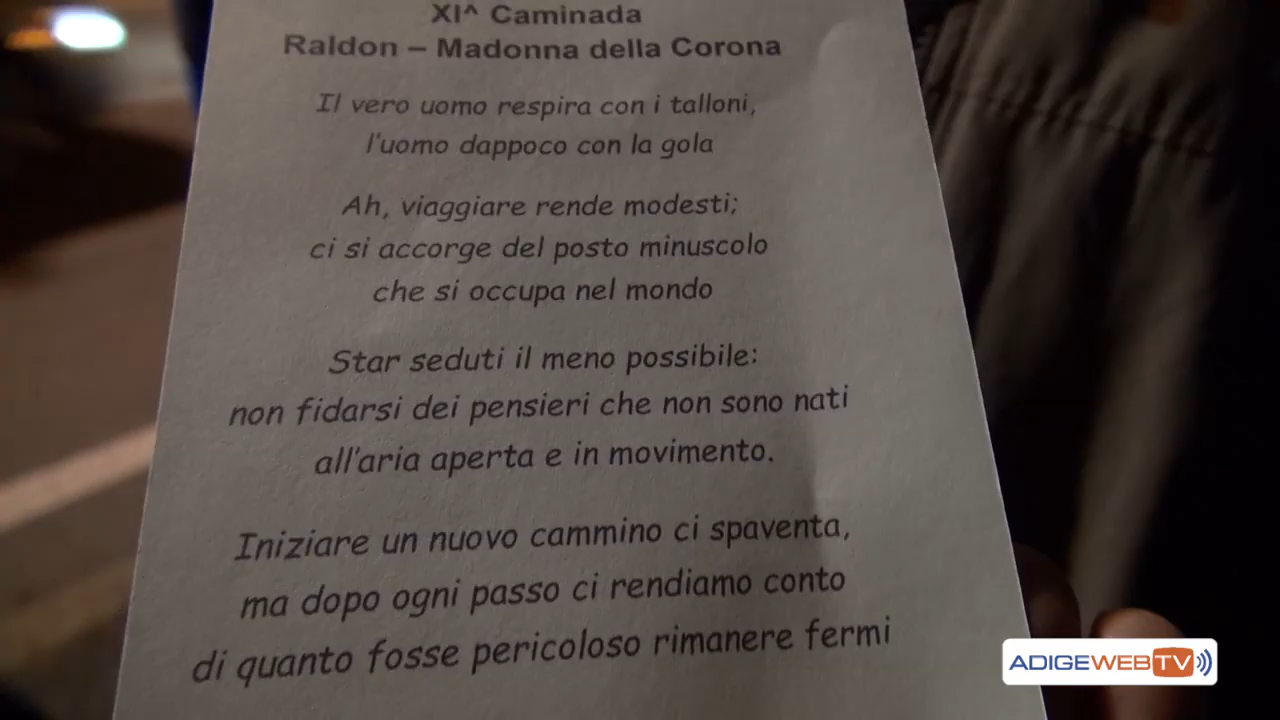 XI^ Caminada
Raldon – Madonna della Corona
Il vero uomo respira con i talloni,
l'uomo dappoco con la gola
Ah, viaggiare rende modesti;
ci si accorge del posto minuscolo
che si occupa nel mondo
Star seduti il meno possibile:
non fidarsi dei pensieri che non sono nati
all'aria aperta e in movimento.
Iniziare un nuovo cammino ci spaventa,
ma dopo ogni passo ci rendiamo conto
di quanto fosse pericoloso rimanere fermi
ADIGEWEBTV